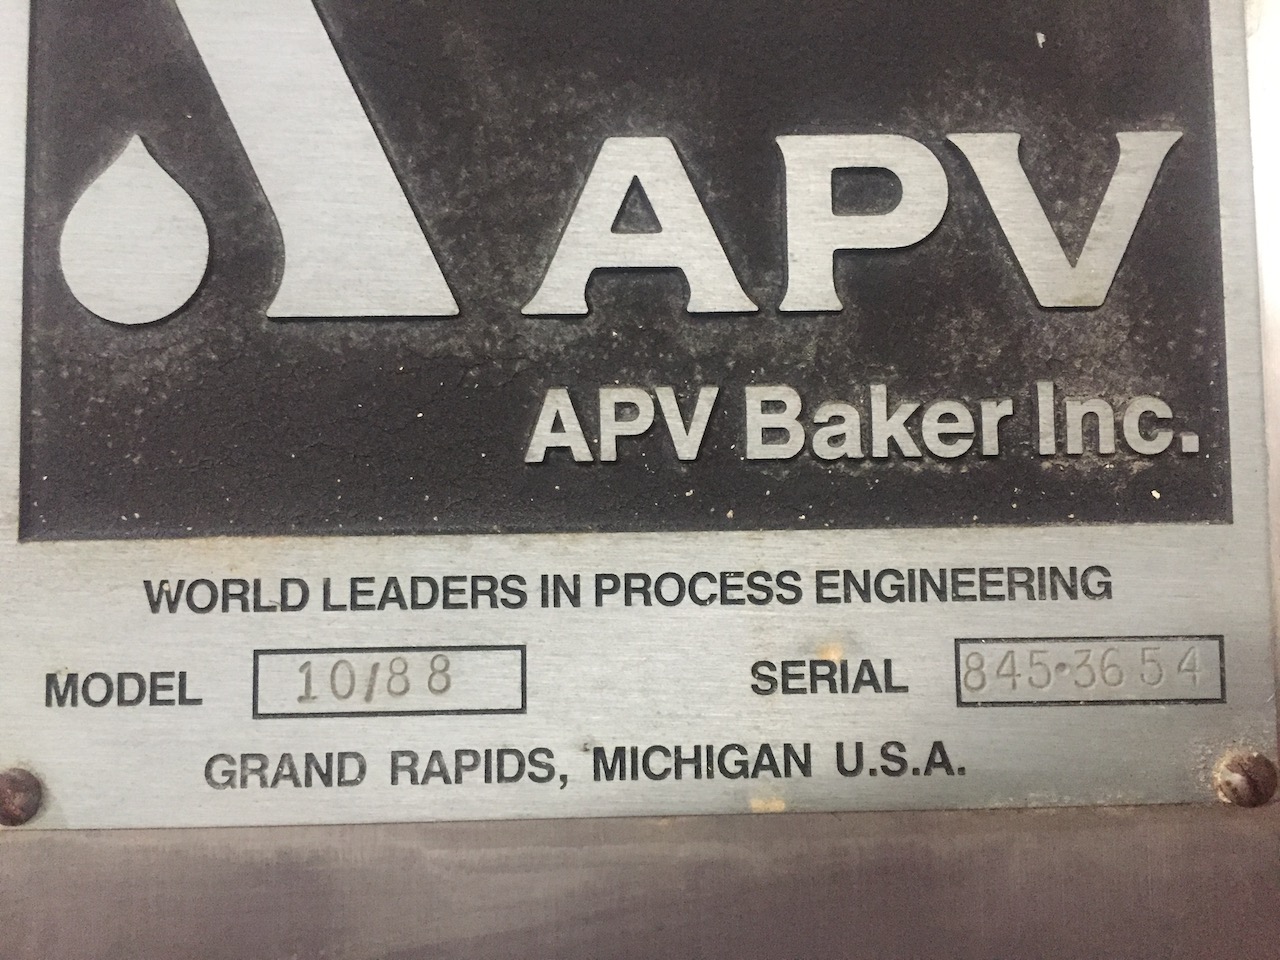 APV
APV Baker Inc.
WORLD LEADERS IN PROCESS ENGINEERING
MODEL 10/88 SERIAL 845•3654
GRAND RAPIDS, MICHIGAN U.S.A.